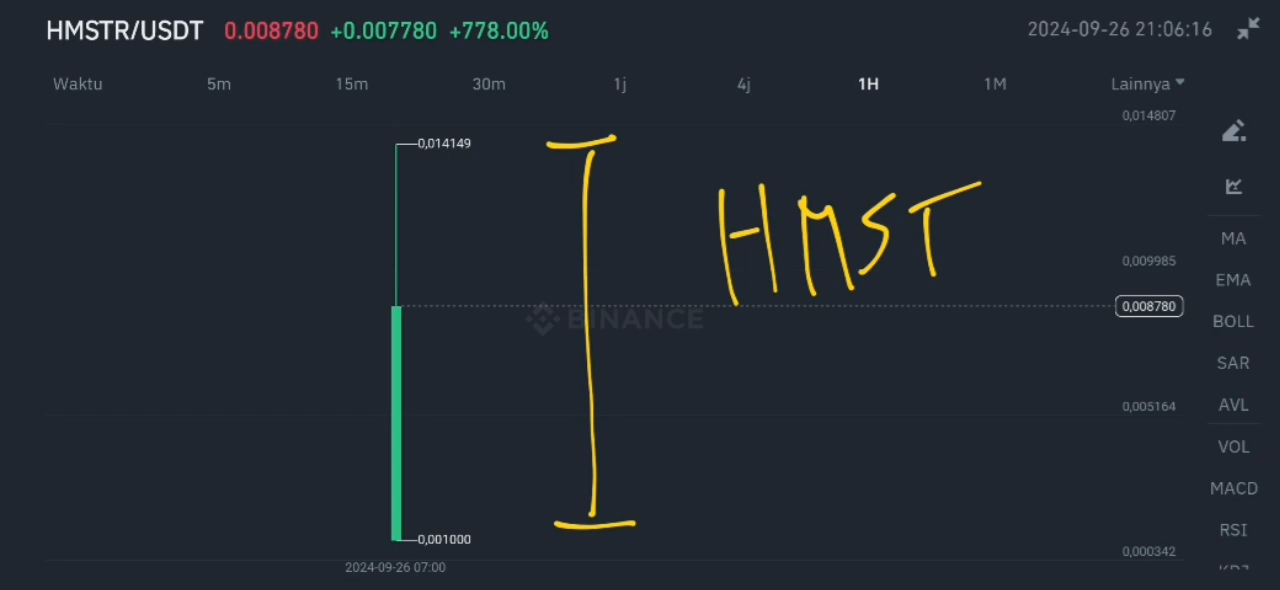 HMSTR/USDT 0.008780 +0.007780 +778.00% 2024-09-26 21:06:16
Waktu 5m 15m 30m 1j 4j 1H 1M Lainnya
0,014807
0,014149
HMST
MA
0,009985
EMA
0,008780
BINANCE
BOLL
SAR
0,005164
AVL
VOL
MACD
RSI
0,001000
0,000342
2024-09-26 07:00